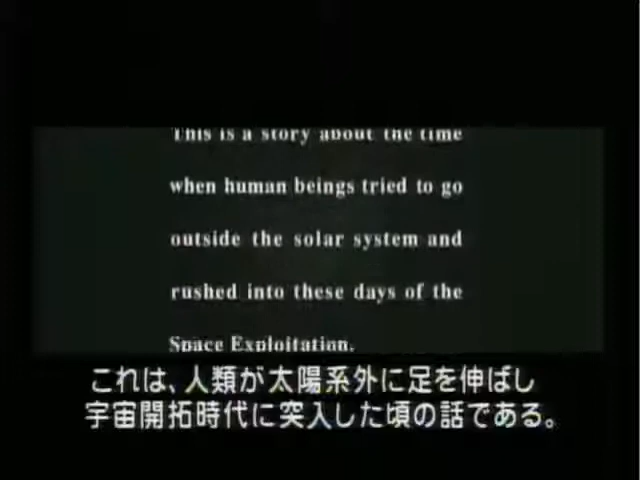 This is a story about the time
when human beings tried to go
outside the solar system and
rushed into these days of the
Space Exploitation.
これは、人類が太陽系外に足を伸ばし
宇宙開拓時代に突入した頃の話である。